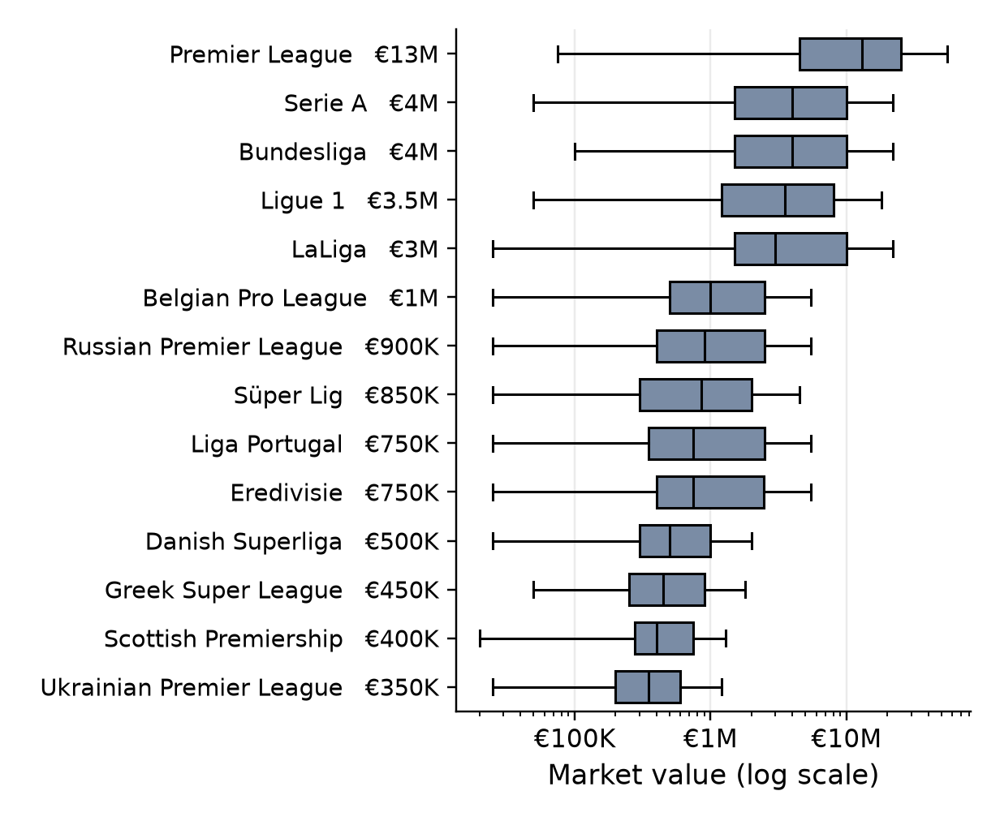 Premier League €13M
Serie A €4M
Bundesliga €4M
Ligue 1 €3.5M
LaLiga €3M
Belgian Pro League €1M
Russian Premier League €900K
Süper Lig €850K
Liga Portugal €750K
Eredivisie €750K
Danish Superliga €500K
Greek Super League €450K
Scottish Premiership €400K
Ukrainian Premier League €350K
€100K €1M €10M
Market value (log scale)